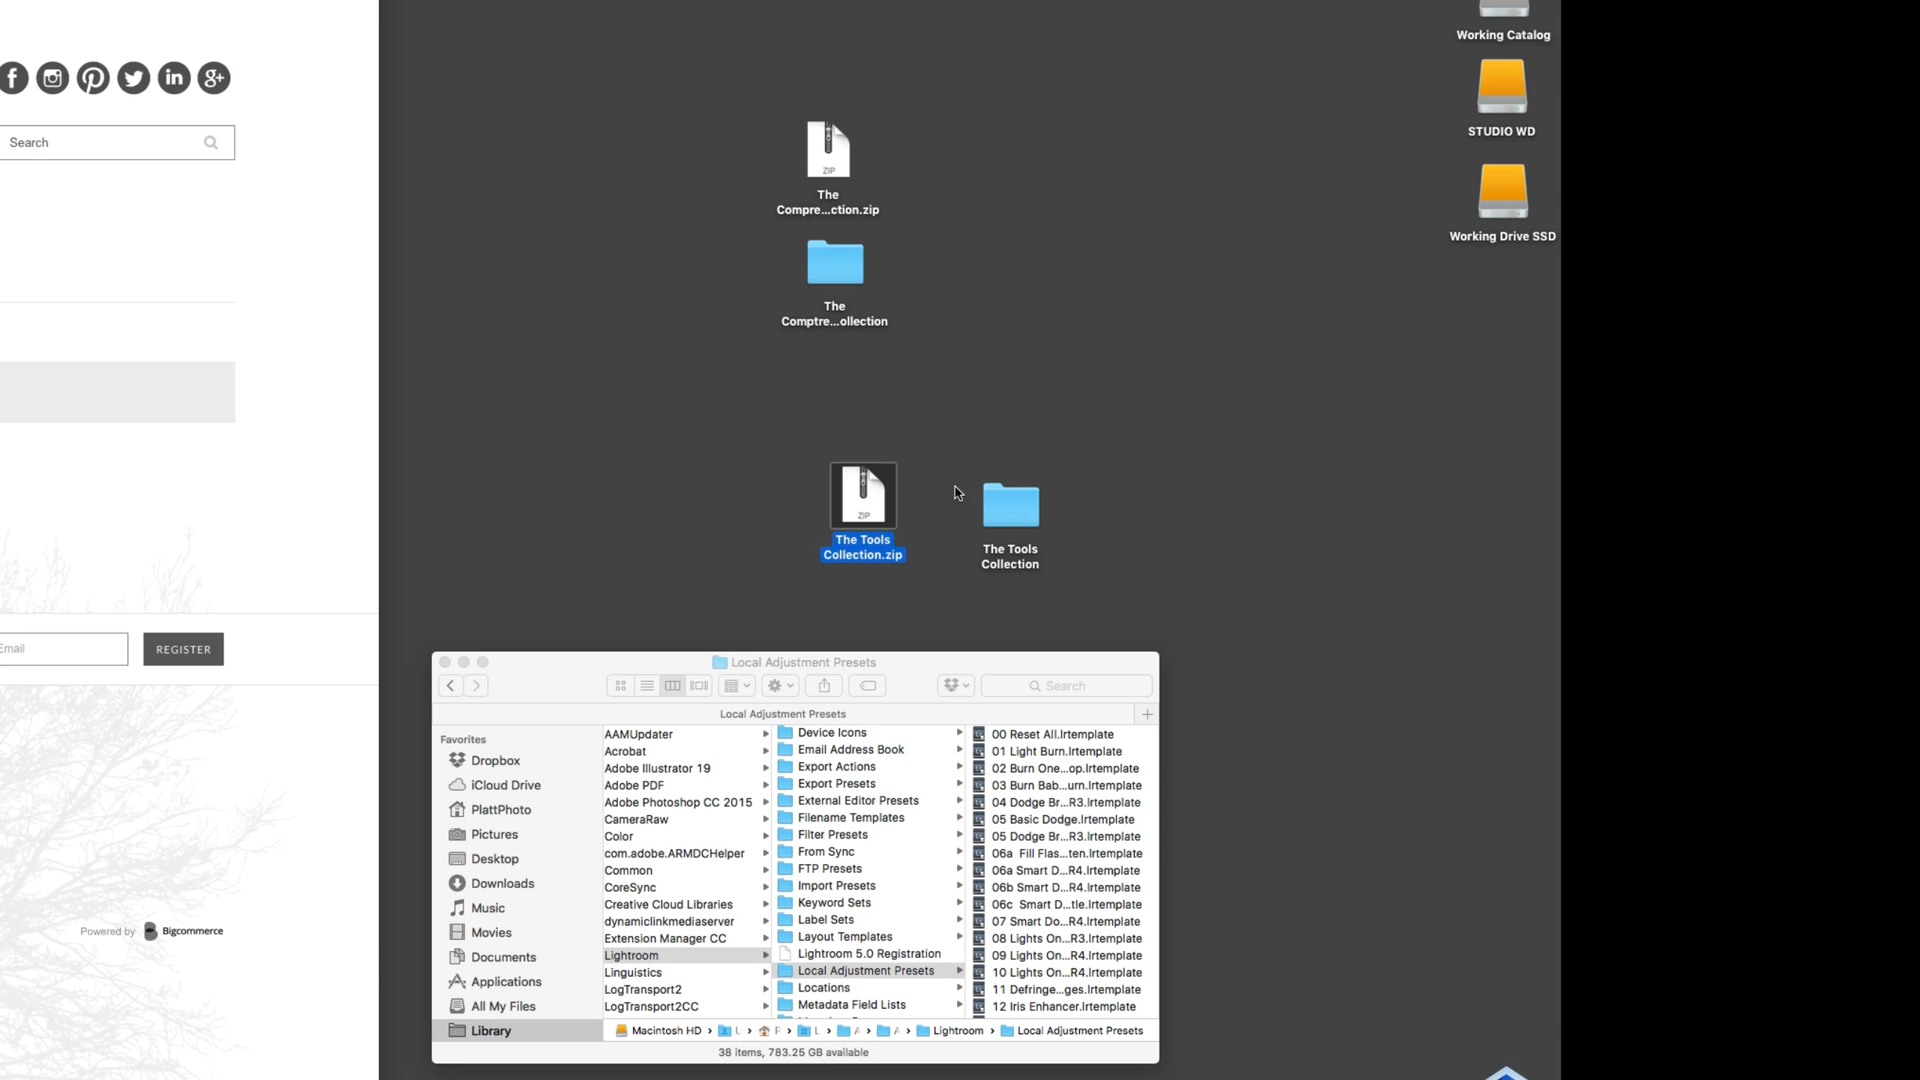 Search
Email
REGISTER
Powered by Bigcommerce
Working Catalog
STUDIO WD
Working Drive SSD
ZIP
The
Compre...ction.zip
The
Comptre...ollection
ZIP
The Tools
Collection.zip
The Tools
Collection
Local Adjustment Presets
Search
Local Adjustment Presets
Favorites
Dropbox
iCloud Drive
PlattPhoto
Pictures
Desktop
Downloads
Music
Movies
Documents
Applications
All My Files
Library
AAMUpdater
Acrobat
Adobe Illustrator 19
Adobe PDF
Adobe Photoshop CC 2015
CameraRaw
Color
com.adobe.ARMDCHelper
Common
CoreSync
Creative Cloud Libraries
dynamiclinkmediaserver
Extension Manager CC
Lightroom
Linguistics
LogTransport2
LogTransport2CC
Device Icons
Email Address Book
Export Actions
Export Presets
External Editor Presets
Filename Templates
Filter Presets
From Sync
FTP Presets
Import Presets
Keyword Sets
Label Sets
Layout Templates
Lightroom 5.0 Registration
Local Adjustment Presets
Locations
Metadata Field Lists
00 Reset All.lrtemplate
01 Light Burn.lrtemplate
02 Burn One...op.lrtemplate
03 Burn Bab...urn.lrtemplate
04 Dodge Br...R3.lrtemplate
05 Basic Dodge.lrtemplate
05 Dodge Br...R3.lrtemplate
06a  Fill Flas...ten.lrtemplate
06a Smart D...R4.lrtemplate
06b Smart D...R4.lrtemplate
06c  Smart D...tle.lrtemplate
07 Smart Do...R4.lrtemplate
08 Lights On...R3.lrtemplate
09 Lights On...R4.lrtemplate
10 Lights On...R4.lrtemplate
11 Defringe...ges.lrtemplate
12 Iris Enhancer.lrtemplate
Macintosh HD › › P › L › A › A › Lightroom › Local Adjustment Presets
38 items, 783.25 GB available